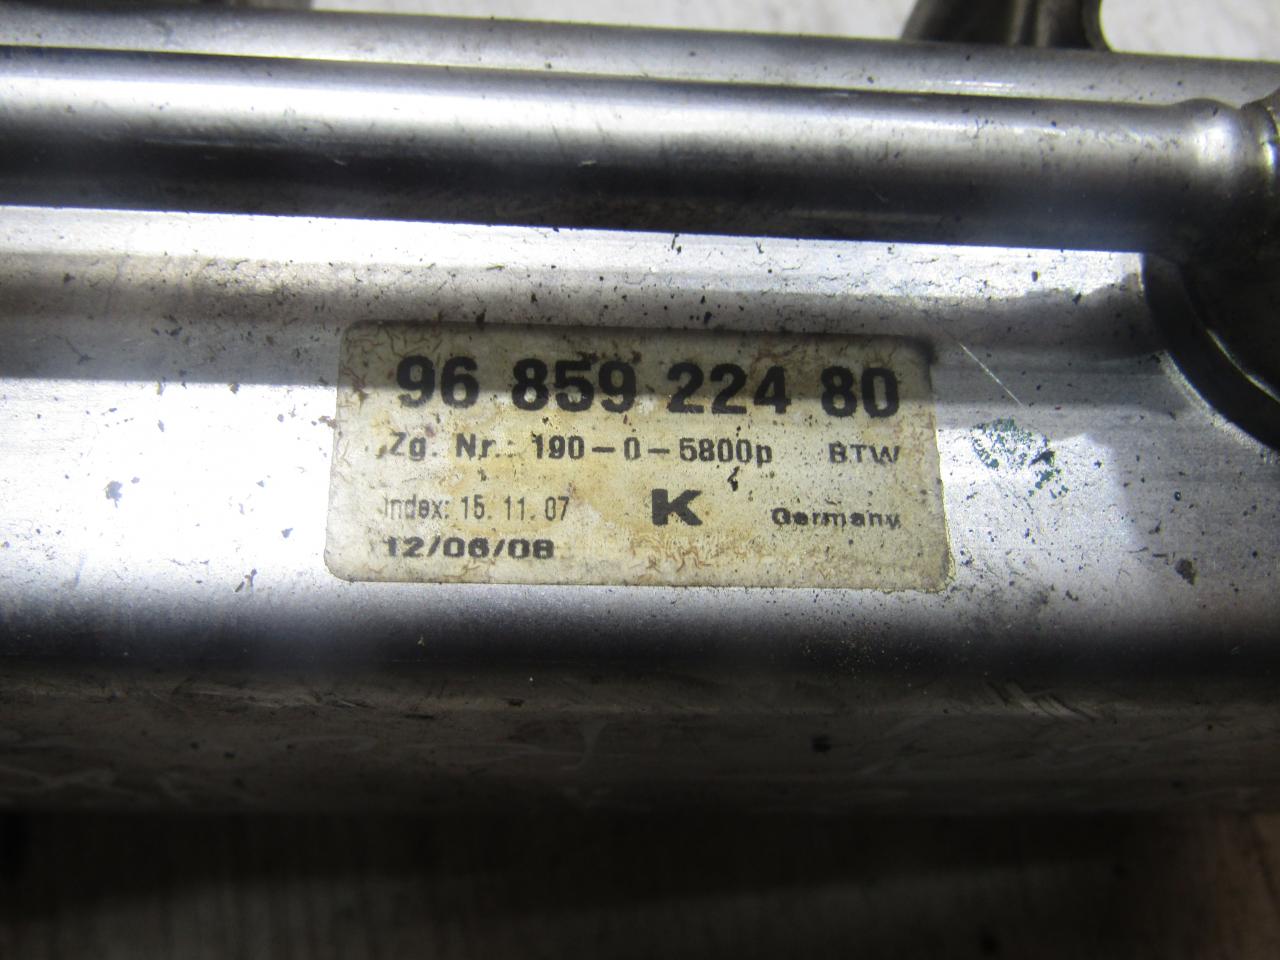 96 859 224 80
Zg. Nr.: 190-0-5800p BTW
Index: 15. 11. 07 K Germany
12/06/08